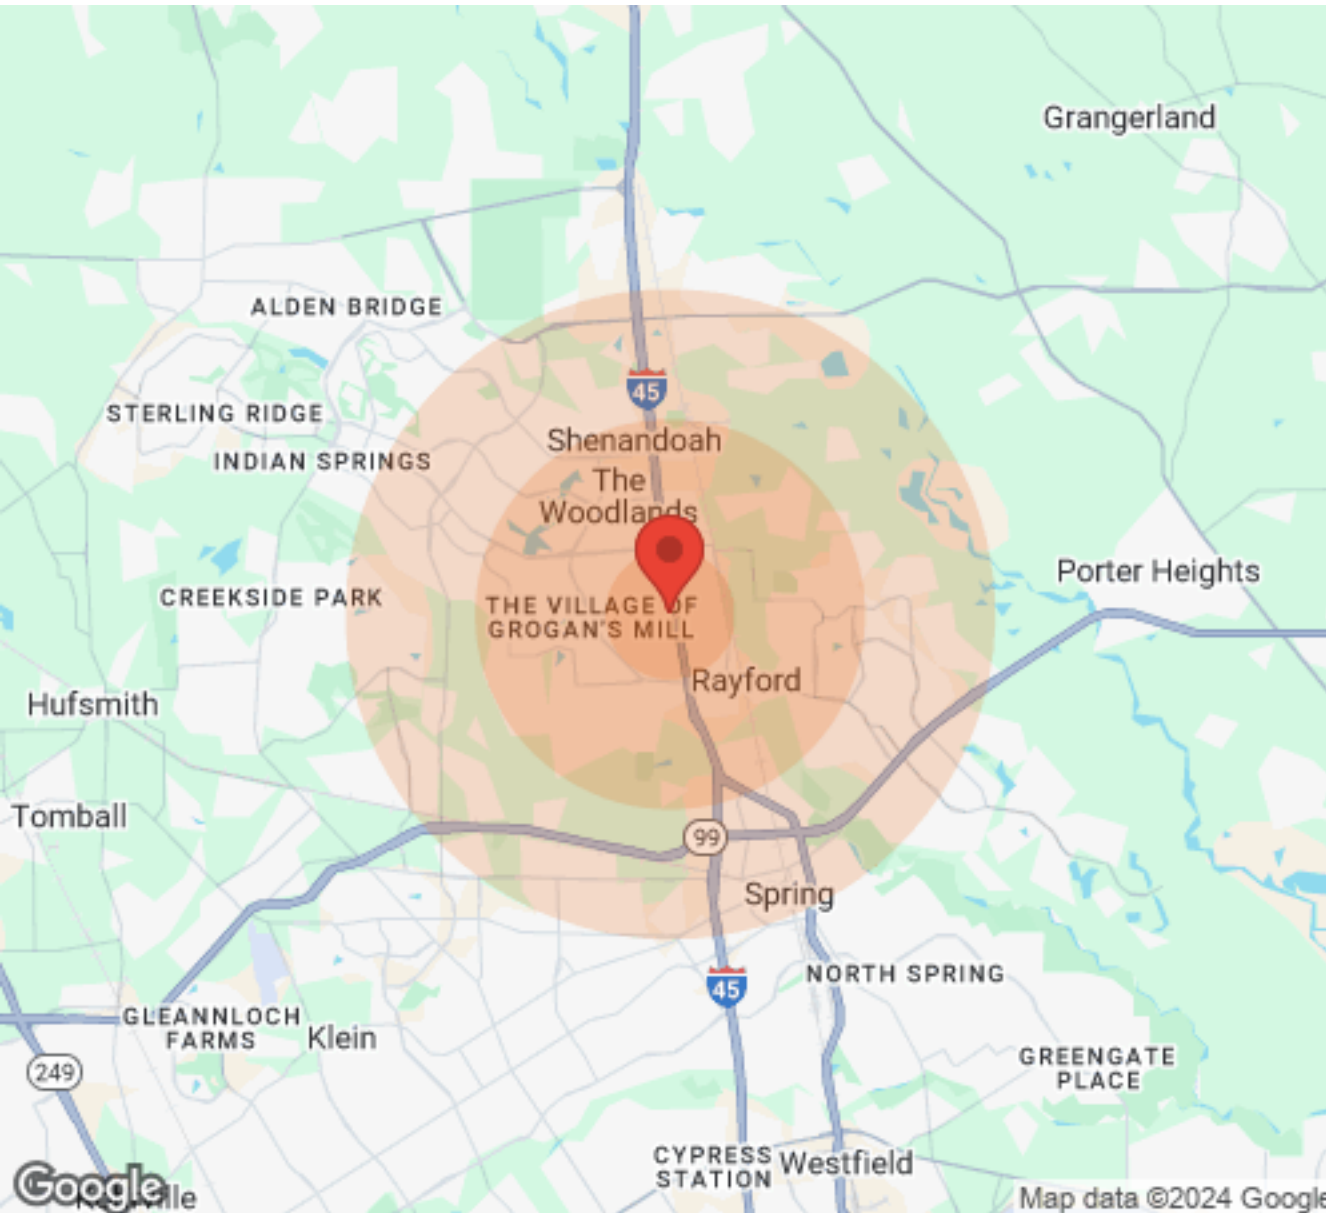 Grangerland
ALDEN BRIDGE
45
STERLING RIDGE
Shenandoah
INDIAN SPRINGS
The
Woodlands
Porter Heights
CREEKSIDE PARK
THE VILLAGE OF
GROGAN'S MILL
Rayford
Hufsmith
Tomball
99
Spring
NORTH SPRING
45
GLEANNLOCH
FARMS
Klein
GREENGATE
PLACE
249
CYPRESS
STATION
Westfield
Google
Map data ©2024 Google